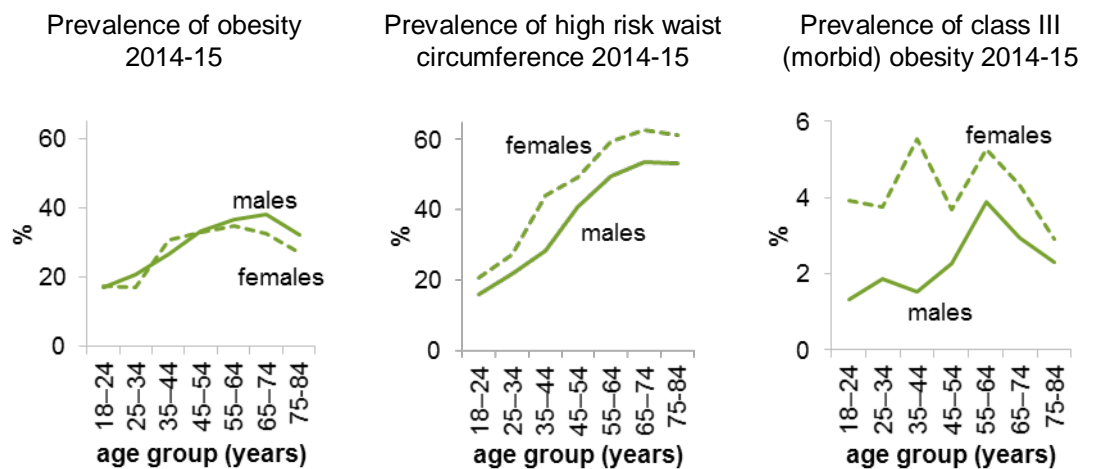 Prevalence of obesity
2014-15
60
40
20
0
%
males
females
18–24
25–34
35–44
45–54
55–64
65–74
75-84
age group (years)
Prevalence of high risk waist
circumference 2014-15
60
40
20
0
%
females
males
18–24
25–34
35–44
45–54
55–64
65–74
75-84
age group (years)
Prevalence of class III
(morbid) obesity 2014-15
6
4
2
0
%
females
males
18–24
25–34
35–44
45–54
55–64
65–74
75-84
age group (years)